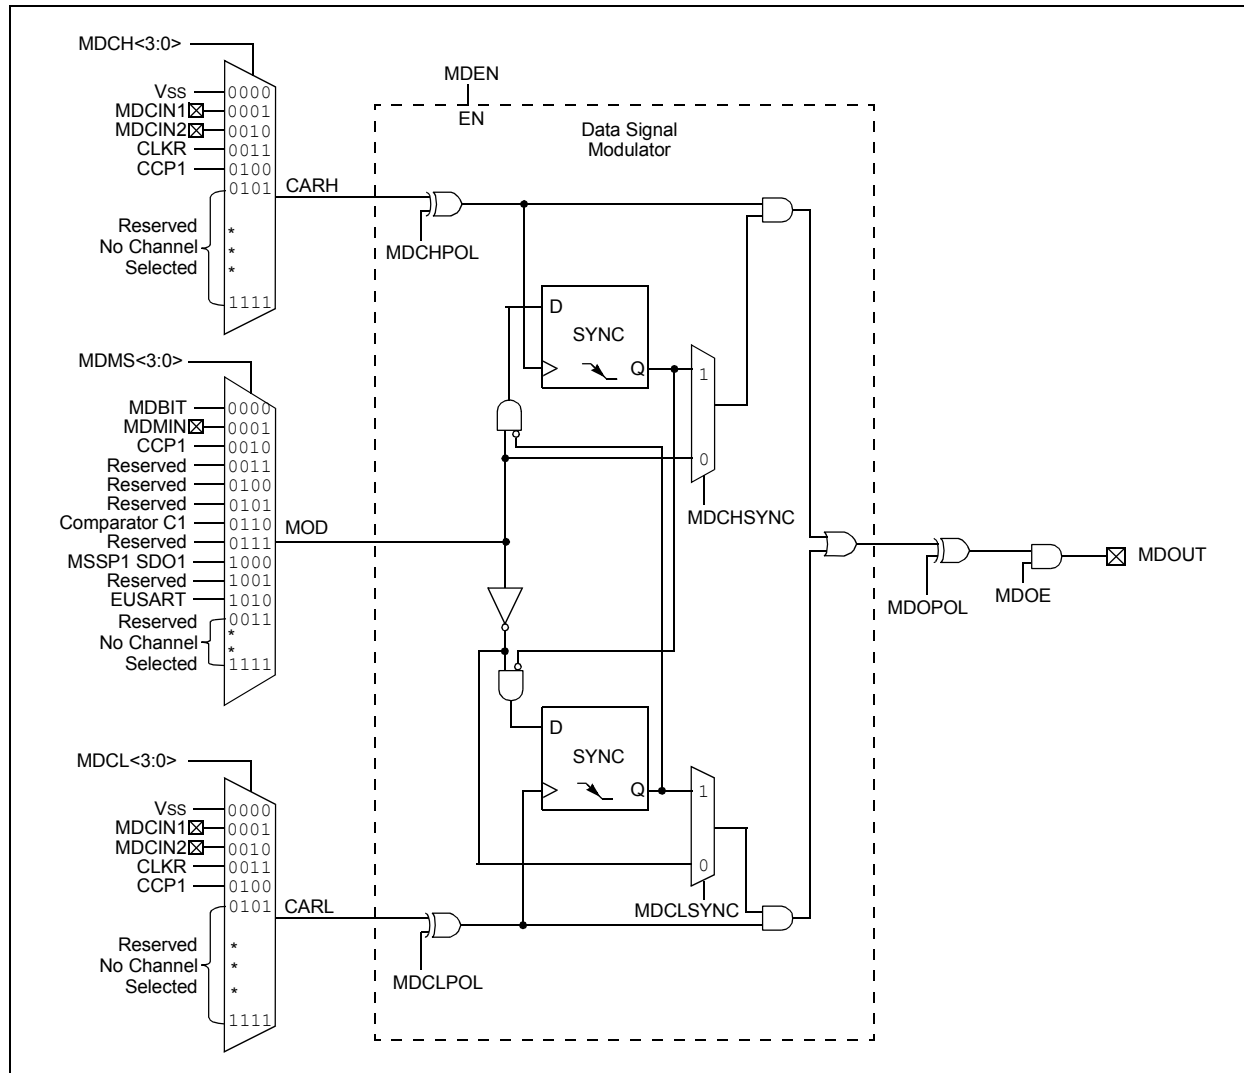 MDCH<3:0>
VSS
0000
MDCIN1
0001
MDCIN2
0010
CLKR
0011
CCP1
0100
0101
CARH
Reserved
*
No Channel
*
Selected
*
1111
MDEN
EN
Data Signal
Modulator
MDCHPOL
D
SYNC
Q
1
0
MDCHSYNC
MDMS<3:0>
MDBIT
0000
MDMIN
0001
CCP1
0010
Reserved
0011
Reserved
0100
Reserved
0101
Comparator C1
0110
Reserved
0111
MOD
MSSP1 SDO1
1000
Reserved
1001
EUSART
1010
0011
Reserved
*
No Channel
*
Selected
1111
MDOPOL
MDOE
MDOUT
D
SYNC
Q
1
0
MDCLSYNC
MDCL<3:0>
VSS
0000
MDCIN1
0001
MDCIN2
0010
CLKR
0011
CCP1
0100
0101
CARL
Reserved
*
No Channel
*
Selected
*
1111
MDCLPOL